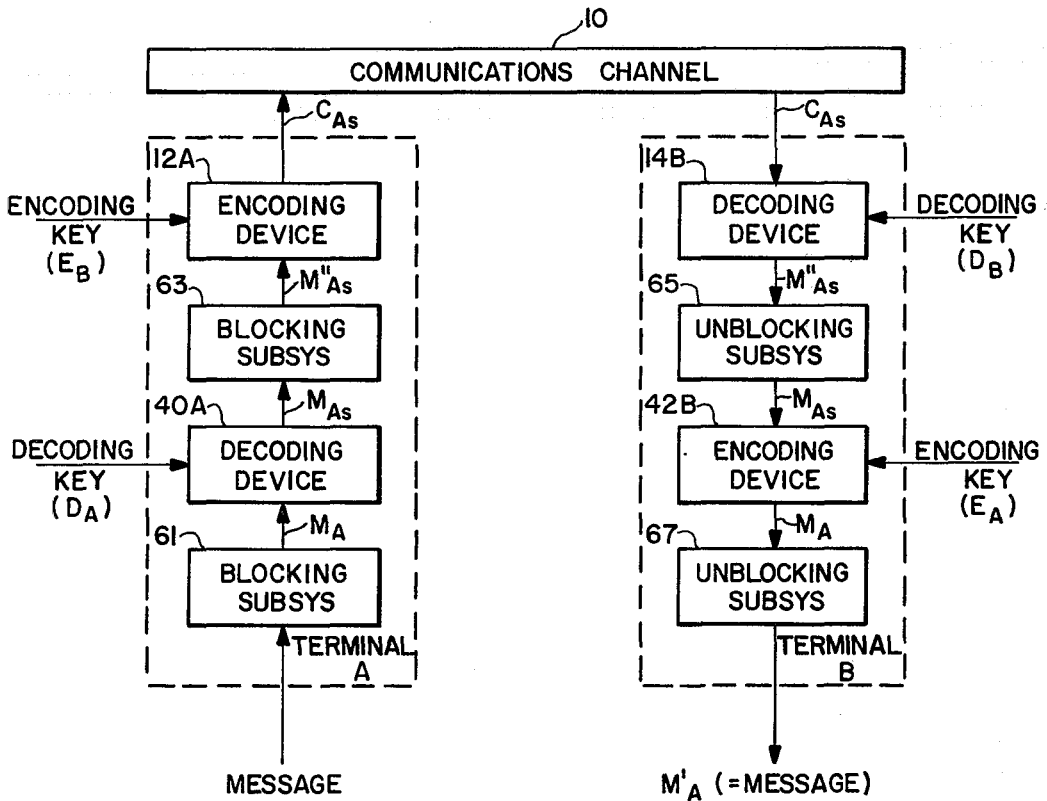 10
COMMUNICATIONS CHANNEL
C_As
C_As
12A
ENCODING
DEVICE
ENCODING
KEY
(E_B)
M''_As
63
BLOCKING
SUBSYS
M_As
40A
DECODING
DEVICE
DECODING
KEY
(D_A)
M_A
61
BLOCKING
SUBSYS
TERMINAL
A
MESSAGE
14B
DECODING
DEVICE
DECODING
KEY
(D_B)
M''_As
65
UNBLOCKING
SUBSYS
M_As
42B
ENCODING
DEVICE
ENCODING
KEY
(E_A)
M_A
67
UNBLOCKING
SUBSYS
TERMINAL
B
M'_A (=MESSAGE)